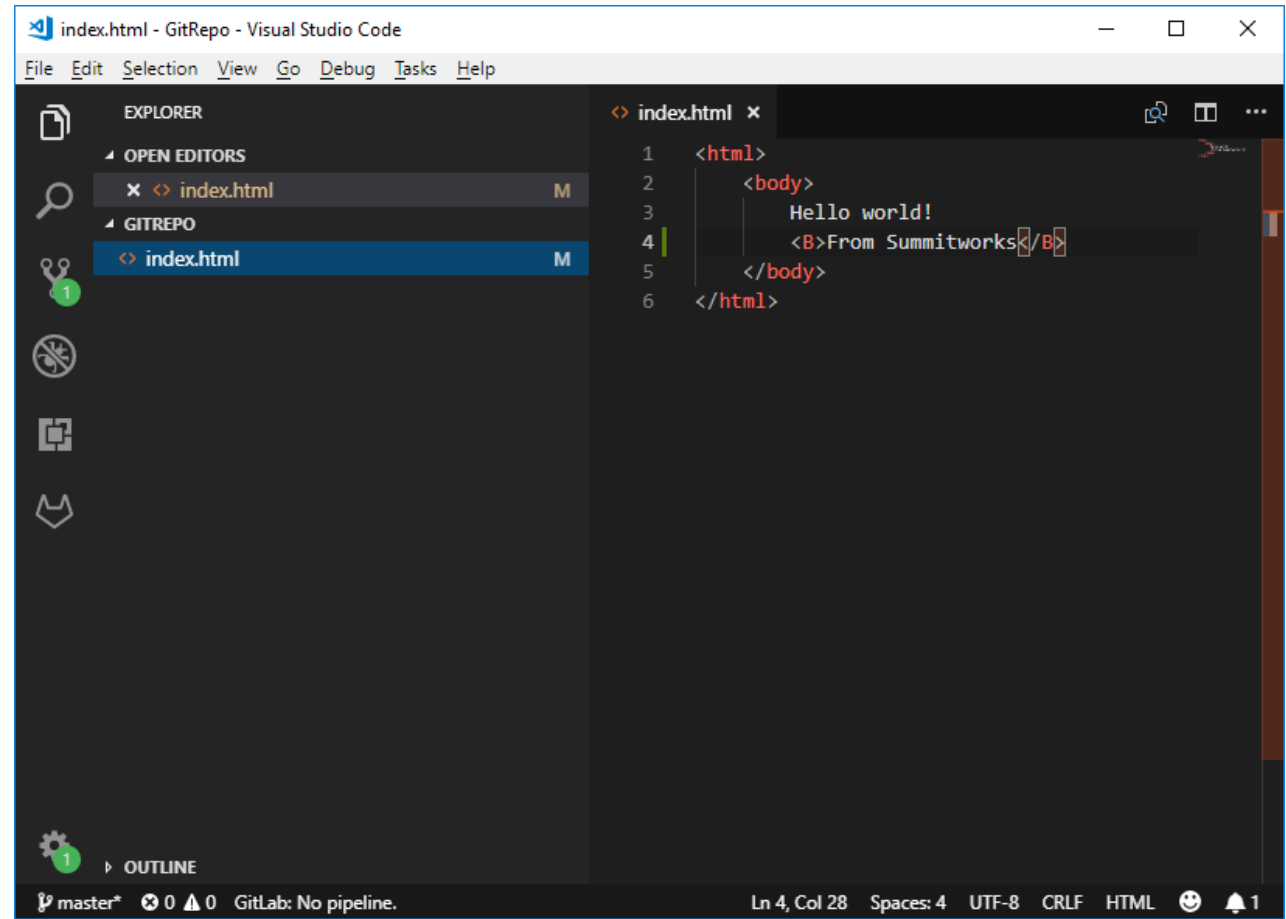 index.html - GitRepo - Visual Studio Code
File Edit Selection View Go Debug Tasks Help
EXPLORER
OPEN EDITORS
index.html M
GITREPO
index.html M
OUTLINE
1
1
index.html
1 <html>
2 <body>
3 Hello world!
4 <B>From Summitworks</B>
5 </body>
6 </html>
master* 0 0 GitLab: No pipeline. Ln 4, Col 28 Spaces: 4 UTF-8 CRLF HTML 1